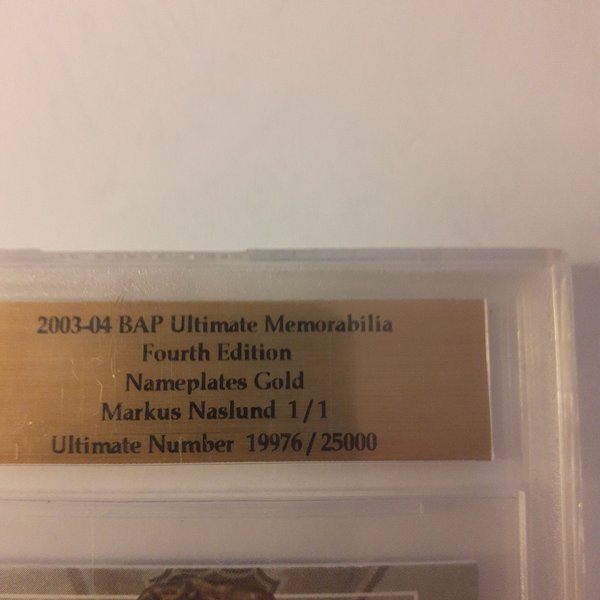 2003-04 BAP Ultimate Memorabilia
Fourth Edition
Nameplates Gold
Markus Naslund 1/1
Ultimate Number 19976/25000